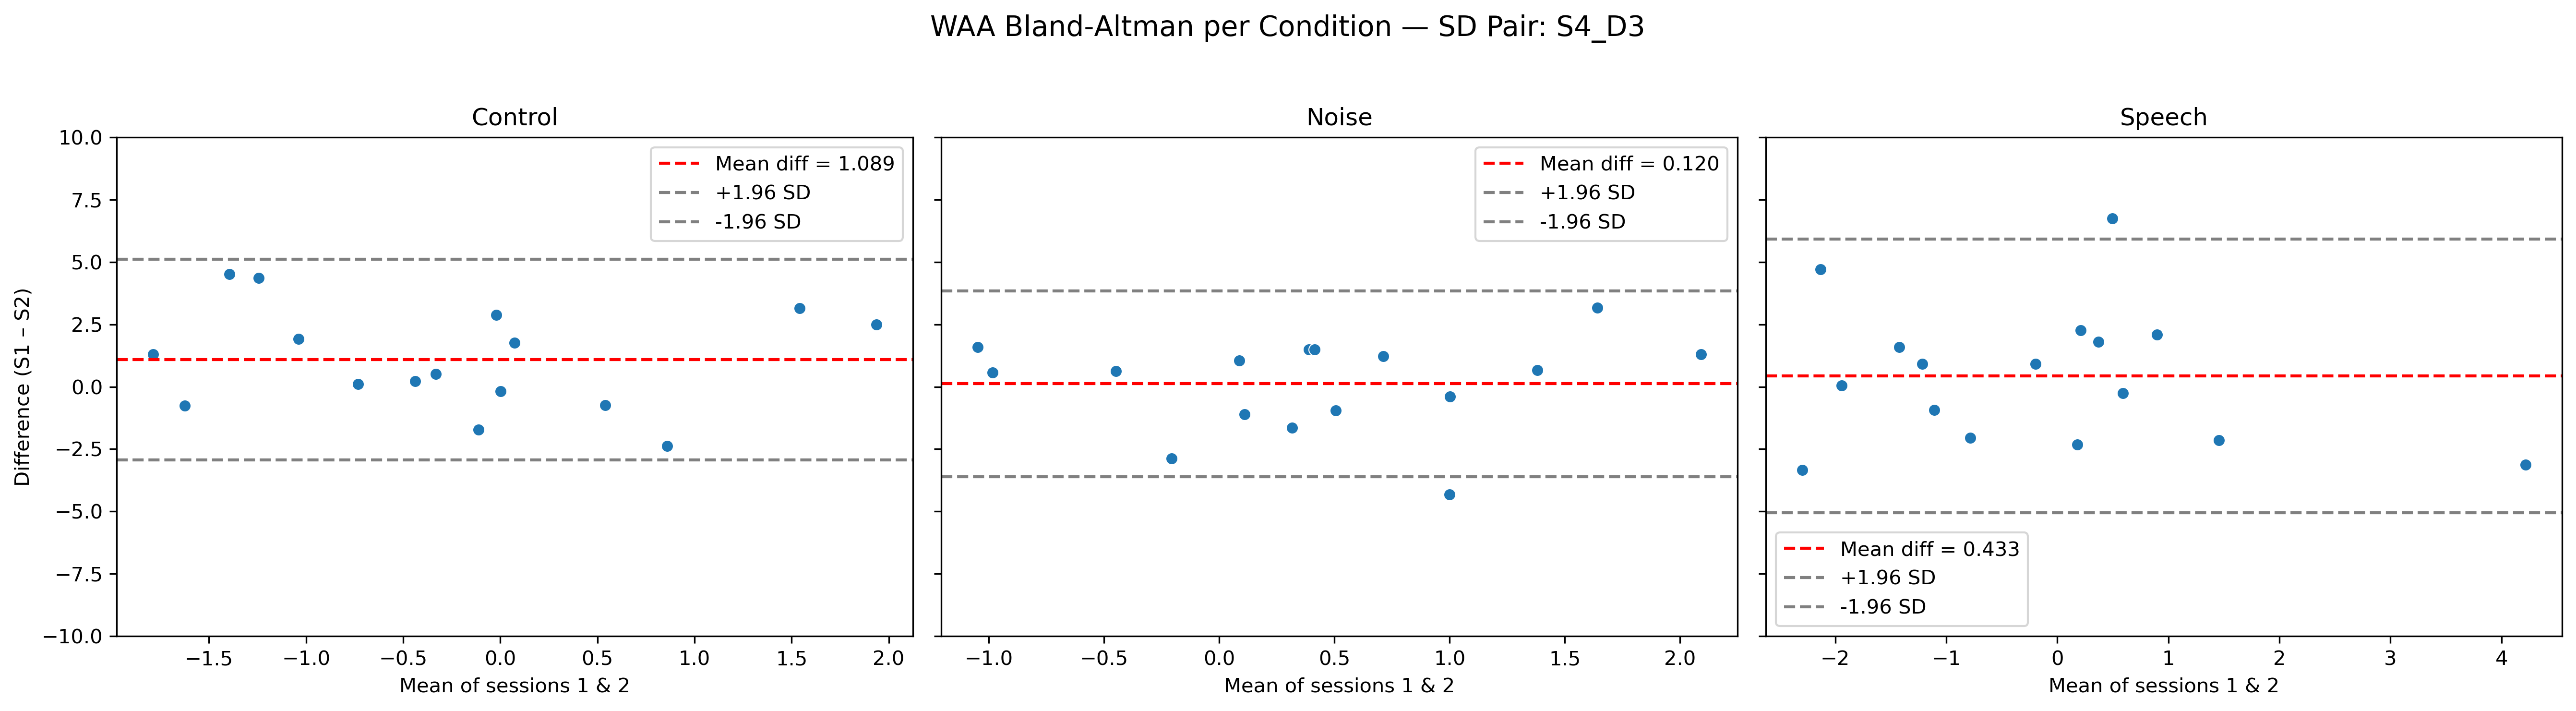 WAA Bland-Altman per Condition — SD Pair: S4_D3
Control
10.0
7.5
5.0
2.5
0.0
−2.5
−5.0
−7.5
−10.0
Difference (S1 – S2)
Mean diff = 1.089
+1.96 SD
-1.96 SD
−1.5 −1.0 −0.5 0.0 0.5 1.0 1.5 2.0
Mean of sessions 1 & 2
Noise
Mean diff = 0.120
+1.96 SD
-1.96 SD
−1.0 −0.5 0.0 0.5 1.0 1.5 2.0
Mean of sessions 1 & 2
Speech
Mean diff = 0.433
+1.96 SD
-1.96 SD
−2 −1 0 1 2 3 4
Mean of sessions 1 & 2